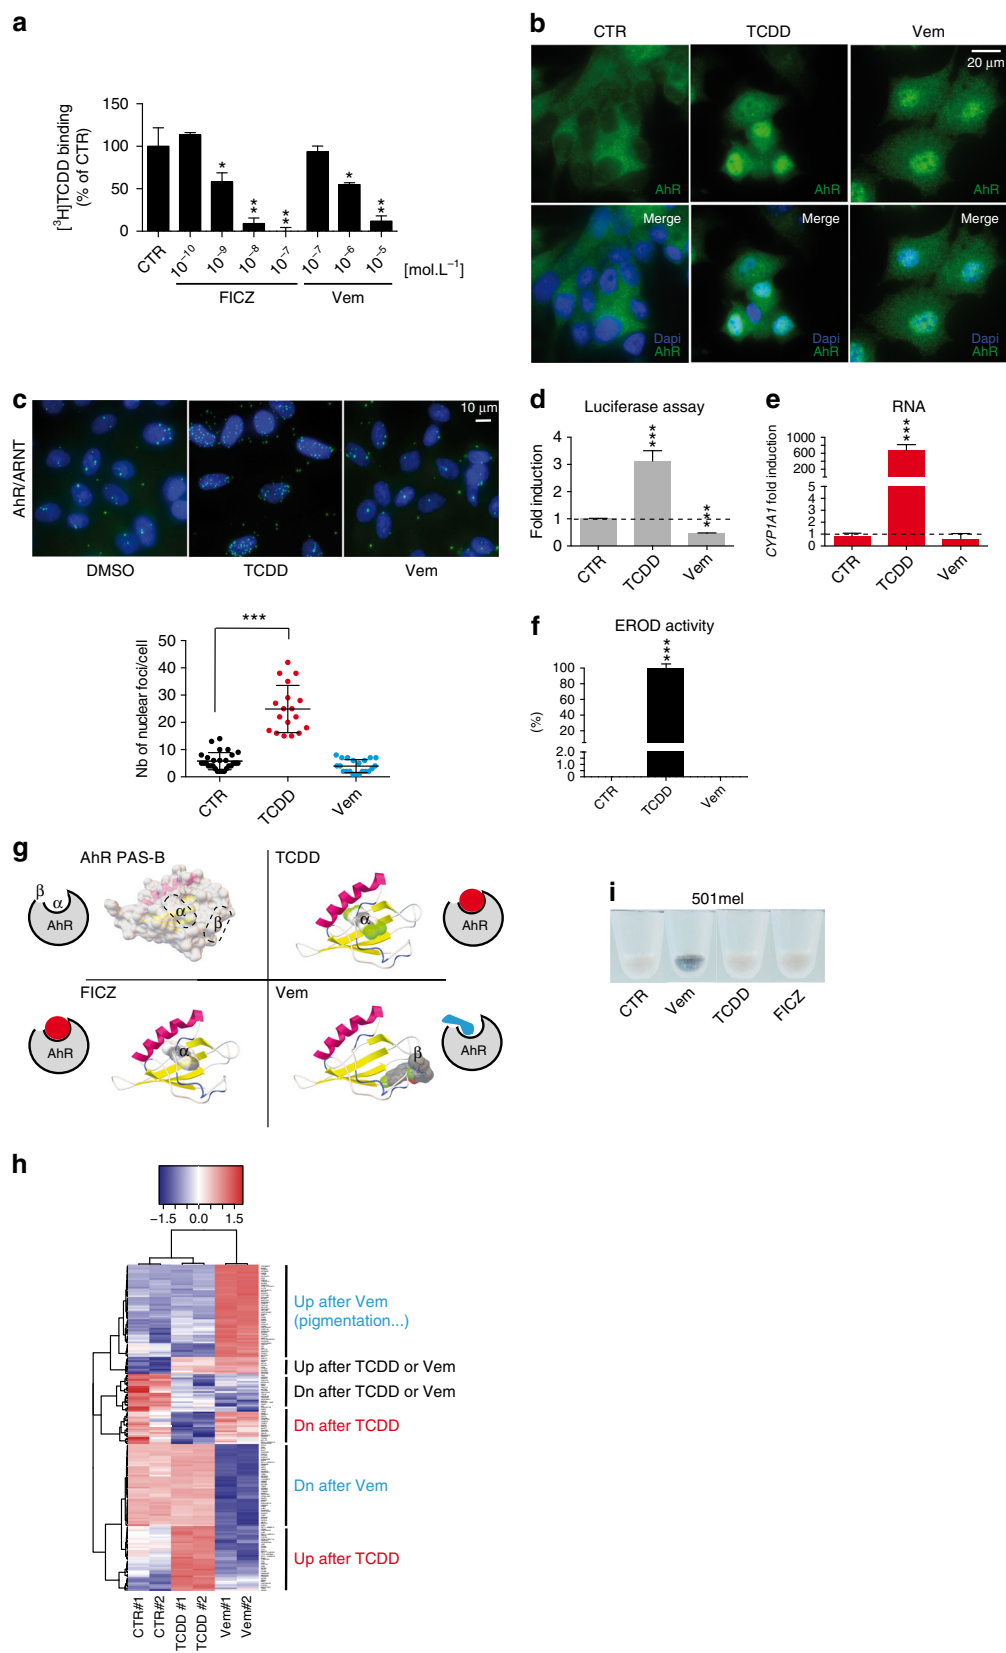 a
[³H]TCDD binding
(% of CTR)
150
100
50
0
*
**
**
*
**
CTR
10⁻¹⁰
10⁻⁹
10⁻⁸
10⁻⁷
10⁻⁷
10⁻⁶
10⁻⁵
[mol.L⁻¹]
FICZ
Vem
b
CTR
TCDD
Vem
20 µm
AhR
AhR
AhR
Merge
Merge
Merge
Dapi
AhR
Dapi
AhR
Dapi
AhR
c
AhR/ARNT
10 µm
DMSO
TCDD
Vem
Nb of nuclear foci/cell
50
40
30
20
10
0
***
CTR
TCDD
Vem
d
Luciferase assay
Fold induction
4
3
2
1
0
***
***
CTR
TCDD
Vem
e
RNA
CYP1A1 fold induction
1000
600
200
5
4
3
2
1
0
***
CTR
TCDD
Vem
f
EROD activity
(%)
100
80
60
40
20
2.0
1.0
0
***
CTR
TCDD
Vem
g
AhR PAS-B
β
α
AhR
α
β
TCDD
α
AhR
FICZ
AhR
α
Vem
β
AhR
i
501mel
CTR
Vem
TCDD
FICZ
h
−1.5 0.0 1.5
Up after Vem
(pigmentation...)
Up after TCDD or Vem
Dn after TCDD or Vem
Dn after TCDD
Dn after Vem
Up after TCDD
CTR#1
CTR#2
TCDD #1
TCDD #2
Vem#1
Vem#2